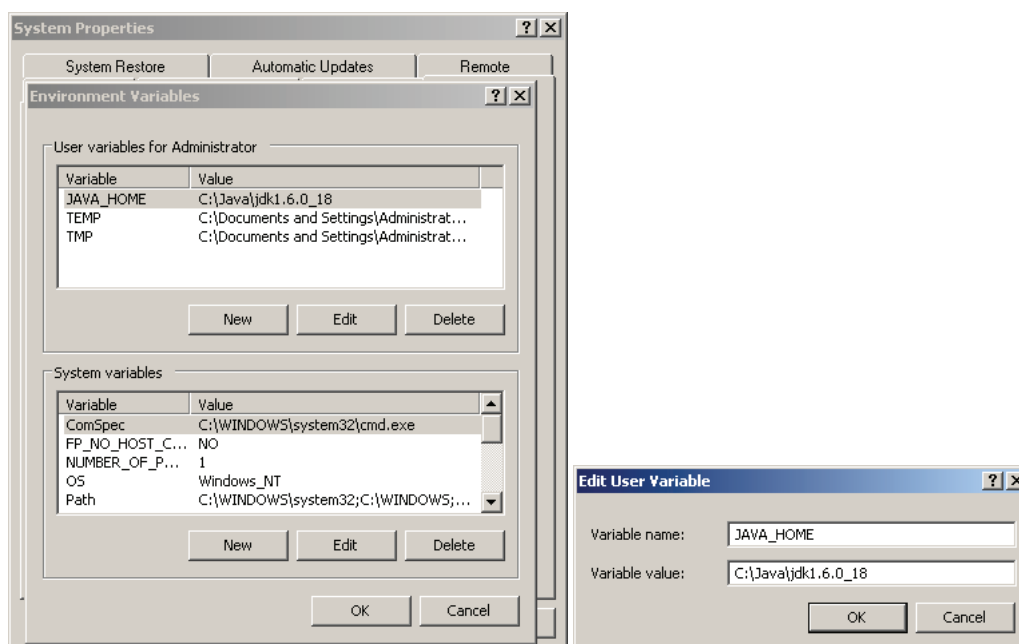 System Properties
System Restore Automatic Updates Remote
Environment Variables
User variables for Administrator
Variable Value
JAVA_HOME C:\Java\jdk1.6.0_18
TEMP C:\Documents and Settings\Administrat...
TMP C:\Documents and Settings\Administrat...
New Edit Delete
System variables
Variable Value
ComSpec C:\WINDOWS\system32\cmd.exe
FP_NO_HOST_C... NO
NUMBER_OF_P... 1
OS Windows_NT
Path C:\WINDOWS\system32;C:\WINDOWS;...
New Edit Delete
OK Cancel
Edit User Variable
Variable name: JAVA_HOME
Variable value: C:\Java\jdk1.6.0_18
OK Cancel